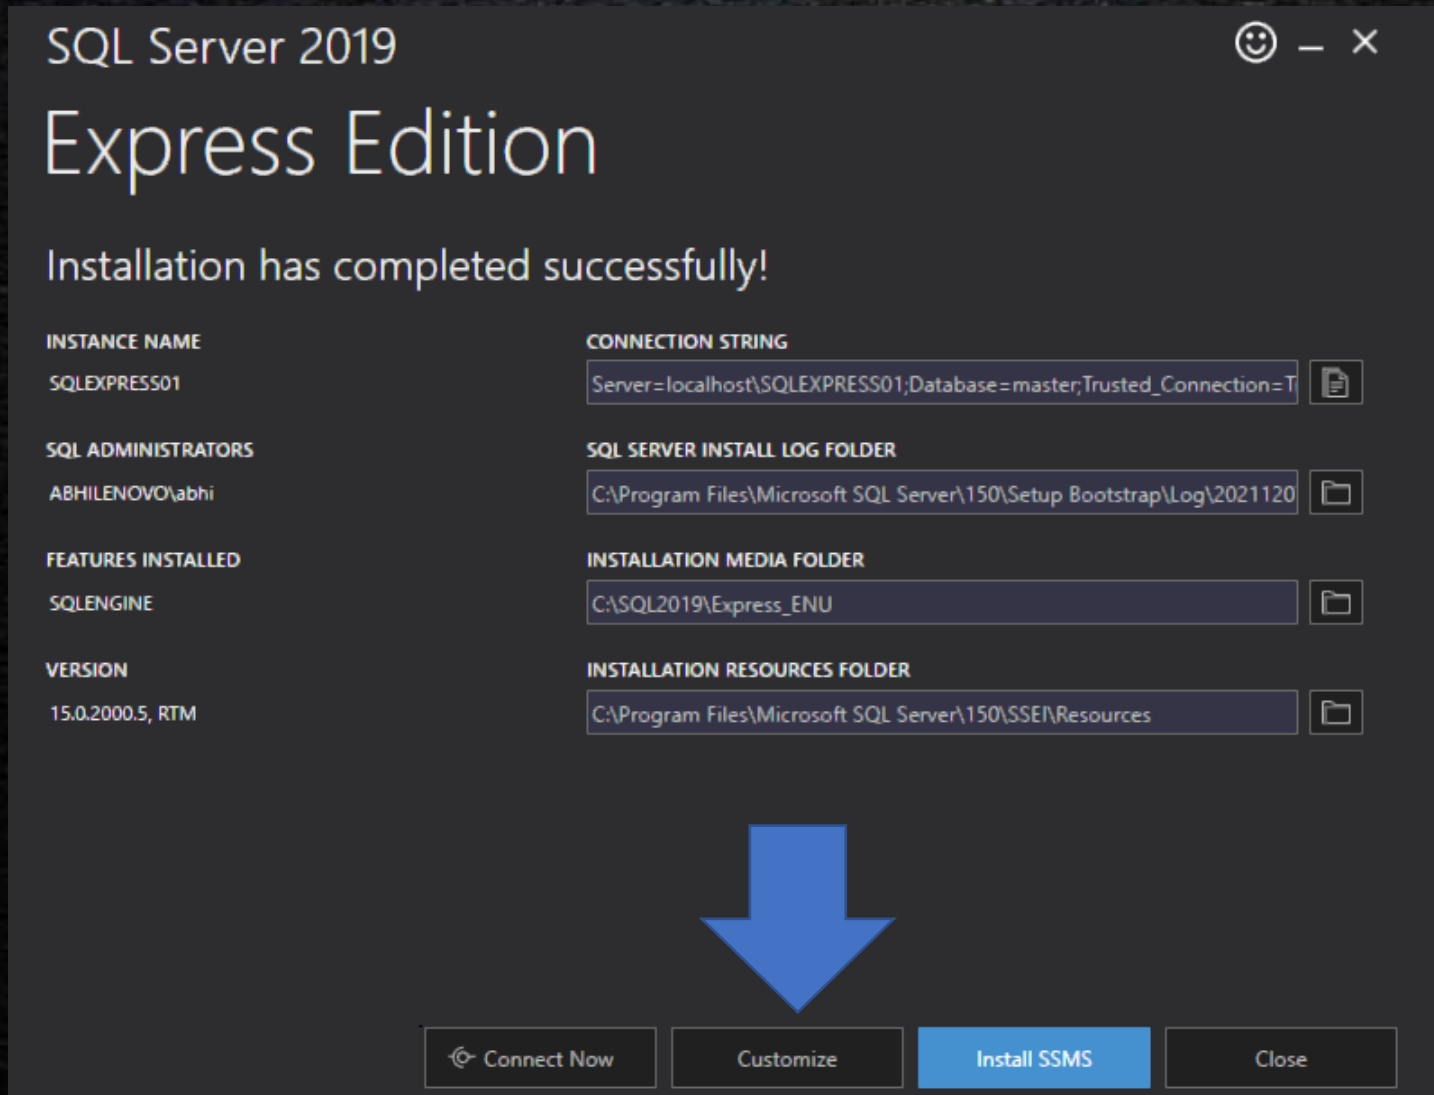 SQL Server 2019
Express Edition
Installation has completed successfully!
INSTANCE NAME
SQLEXPRESS01
CONNECTION STRING
Server=localhost\SQLEXPRESS01;Database=master;Trusted_Connection=T
SQL ADMINISTRATORS
ABHILENOVO\abhi
SQL SERVER INSTALL LOG FOLDER
C:\Program Files\Microsoft SQL Server\150\Setup Bootstrap\Log\2021120
FEATURES INSTALLED
SQLENGINE
INSTALLATION MEDIA FOLDER
C:\SQL2019\Express_ENU
VERSION
15.0.2000.5, RTM
INSTALLATION RESOURCES FOLDER
C:\Program Files\Microsoft SQL Server\150\SSEI\Resources
Connect Now
Customize
Install SSMS
Close